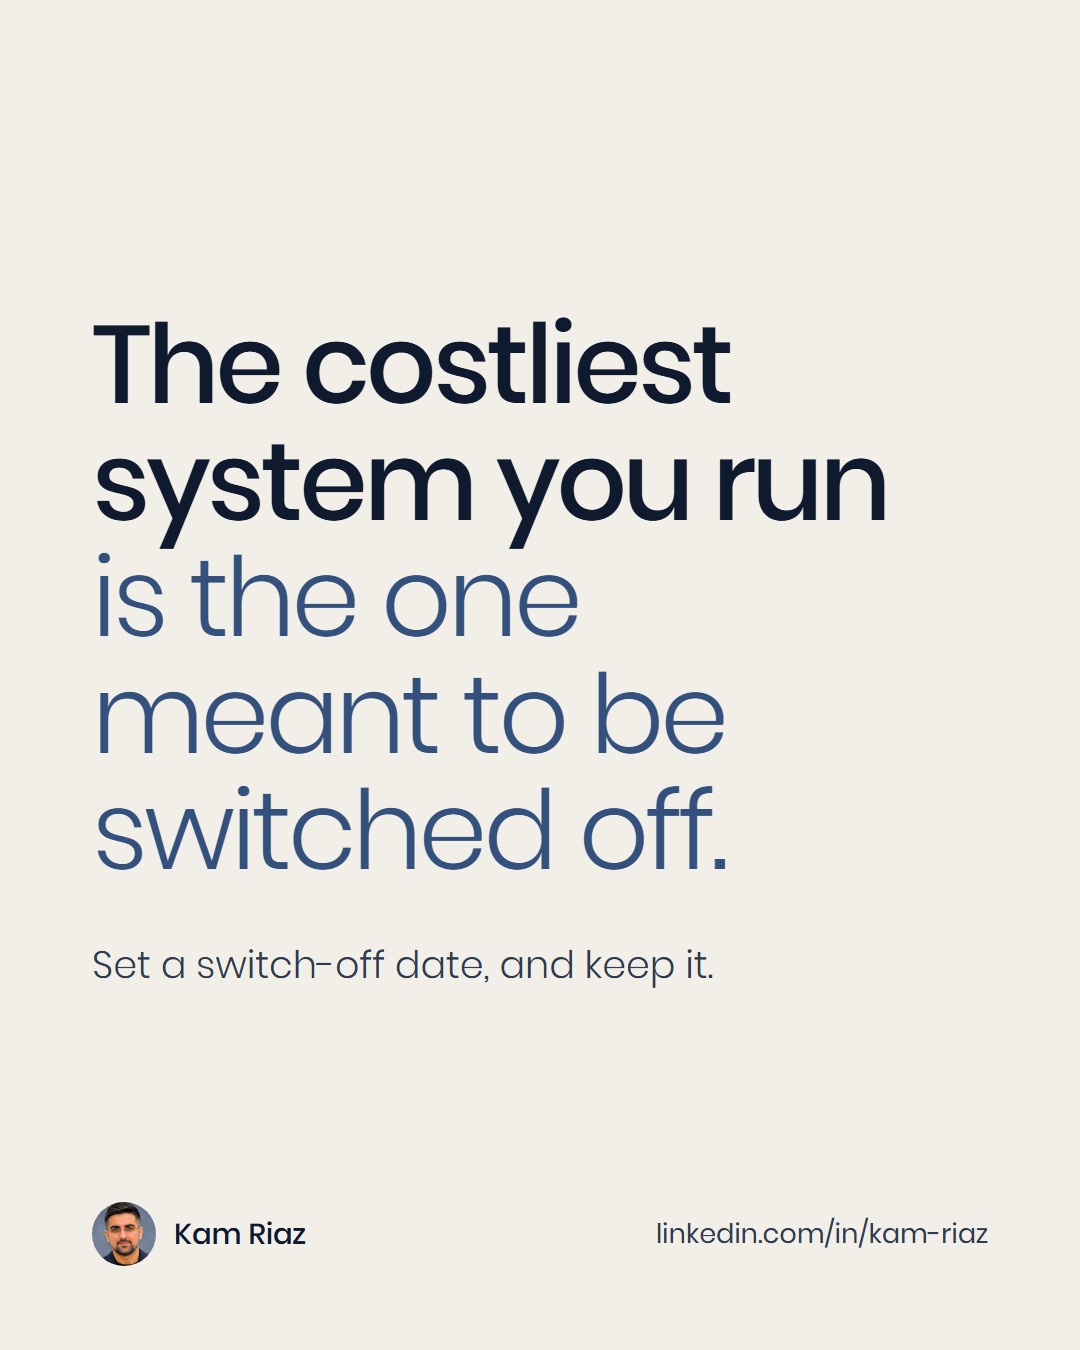 The costliest
system you run
is the one
meant to be
switched off.
Set a switch-off date, and keep it.
Kam Riaz
linkedin.com/in/kam-riaz